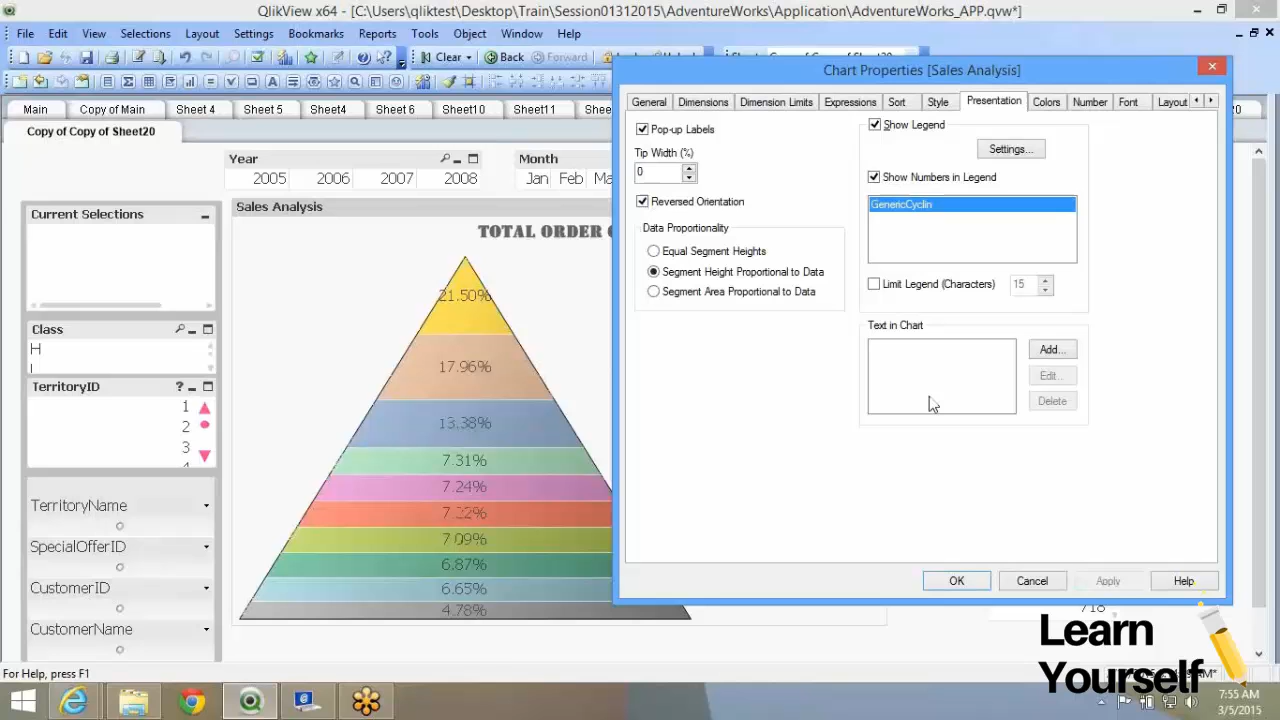 QlikView x64 - [C:\Users\qliktest\Desktop\Train\Session01312015\AdventureWorks\Application\AdventureWorks_APP.qvw*]
File Edit View Selections Layout Settings Bookmarks Reports Tools Object Window Help
Clear Back Forward
Main Copy of Main Sheet 4 Sheet 5 Sheet4 Sheet 6 Sheet10 Sheet11
Copy of Copy of Sheet20
Year
2005 2006 2007 2008
Month
Jan Feb
Current Selections
Class
H
TerritoryID
1
2
3
TerritoryName
SpecialOfferID
CustomerID
CustomerName
Sales Analysis
TOTAL ORDER
21.50%
17.96%
13.38%
7.31%
7.24%
7.22%
7.09%
6.87%
6.65%
4.78%
Chart Properties [Sales Analysis]
General Dimensions Dimension Limits Expressions Sort Style Presentation Colors Number Font Layout
Pop-up Labels
Tip Width (%)
0
Reversed Orientation
Data Proportionality
Equal Segment Heights
Segment Height Proportional to Data
Segment Area Proportional to Data
Show Legend
Settings...
Show Numbers in Legend
GenericCyclin
Limit Legend (Characters) 15
Text in Chart
Add...
Edit...
Delete
OK Cancel Apply Help
718
Learn
Yourself
For Help, press F1
7:55 AM
3/5/2015